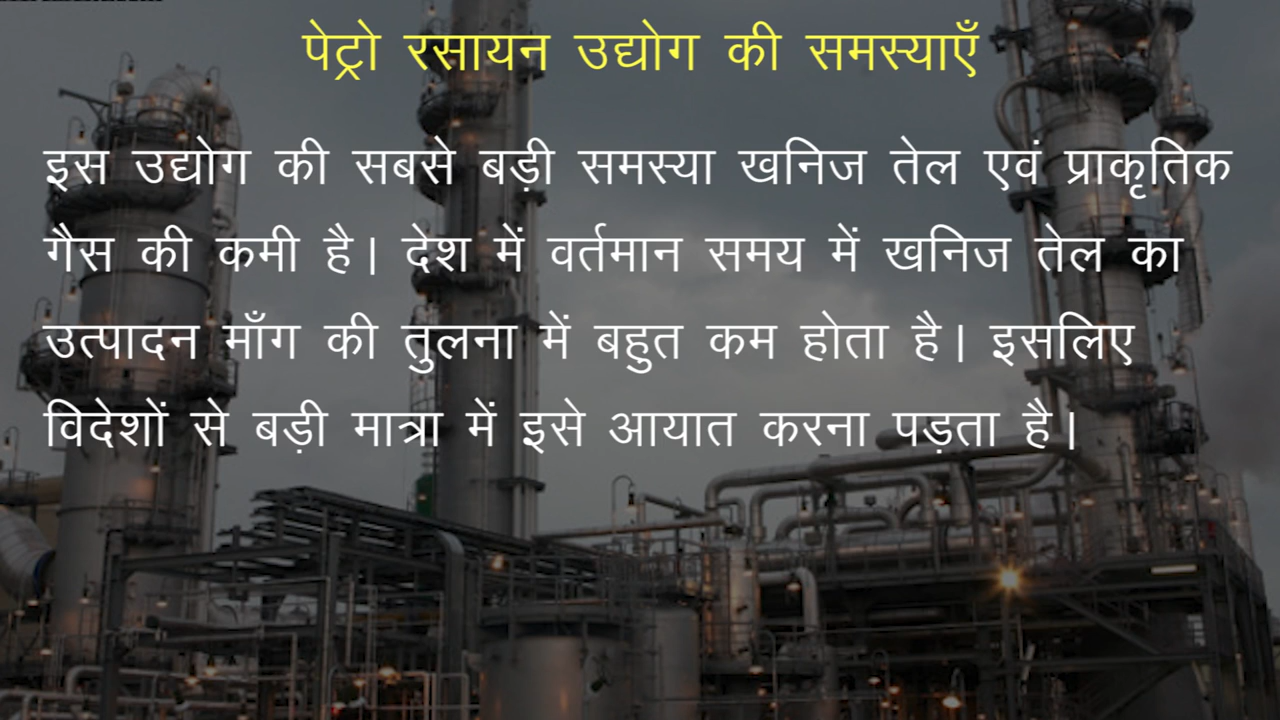 पेट्रो रसायन उद्योग की समस्याएँ
इस उद्योग की सबसे बड़ी समस्या खनिज तेल एवं प्राकृतिक
गैस की कमी है। देश में वर्तमान समय में खनिज तेल का
उत्पादन माँग की तुलना में बहुत कम होता है। इसलिए
विदेशों से बड़ी मात्रा में इसे आयात करना पड़ता है।